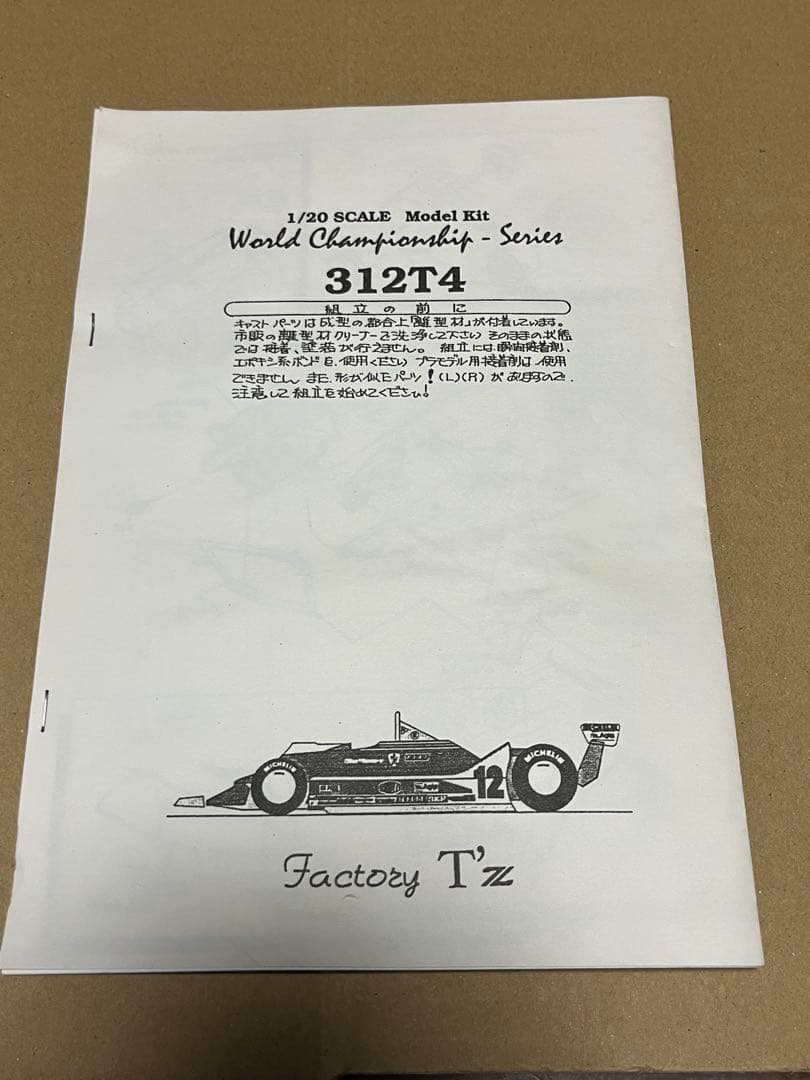 1/20 SCALE Model Kit
World Championship - Series
312T4
組立の前に
キャストパーツは成型の都合上「離型材」が付着しています。
市販の離型材クリーナーで洗浄して下さい そのままの状態
では接着、塗装が行えません。 組立には瞬間接着剤、
エポキシ系ボンドを、使用ください プラモデル用接着剤は使用
できません また、形が似たパーツ!(L)(R)がありますので、
注意して組立を始めてください!
MICHELIN
12
MICHELIN
Factory T'z